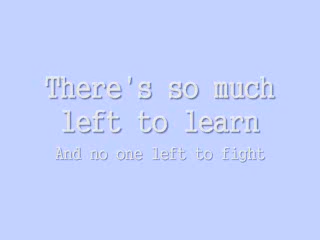 There's so much
left to learn
And no one left to fight